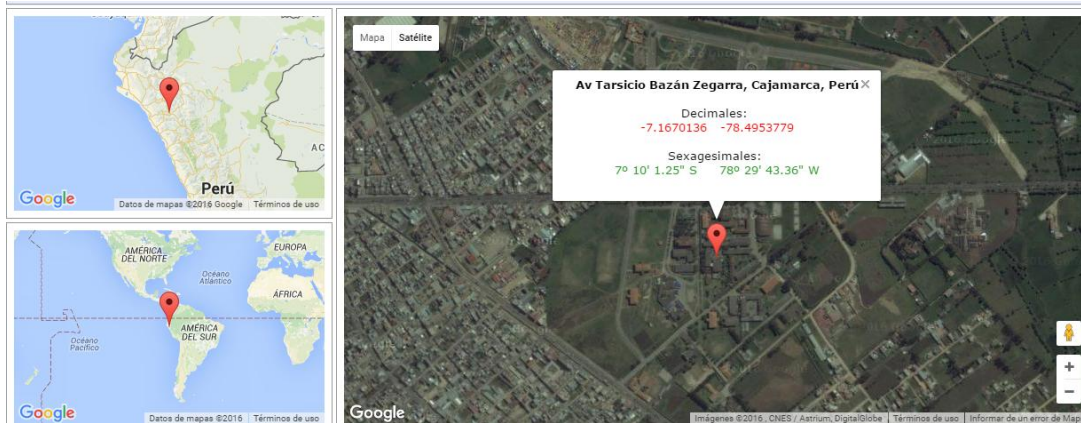 Perú
Google
Datos de mapas ©2016 Google
Términos de uso
AMÉRICA
DEL NORTE
EUROPA
Océano
Atlántico
ÁFRICA
Océano
Pacífico
AMÉRICA
DEL SUR
Google
Datos de mapas ©2016
Términos de uso
Mapa Satélite
Av Tarsicio Bazán Zegarra, Cajamarca, Perú ×
Decimales:
-7.1670136 -78.4953779
Sexagesimales:
7º 10' 1.25" S 78º 29' 43.36" W
+
−
Google
Imágenes ©2016 , CNES / Astrium, DigitalGlobe
Términos de uso
Informar de un error de Map